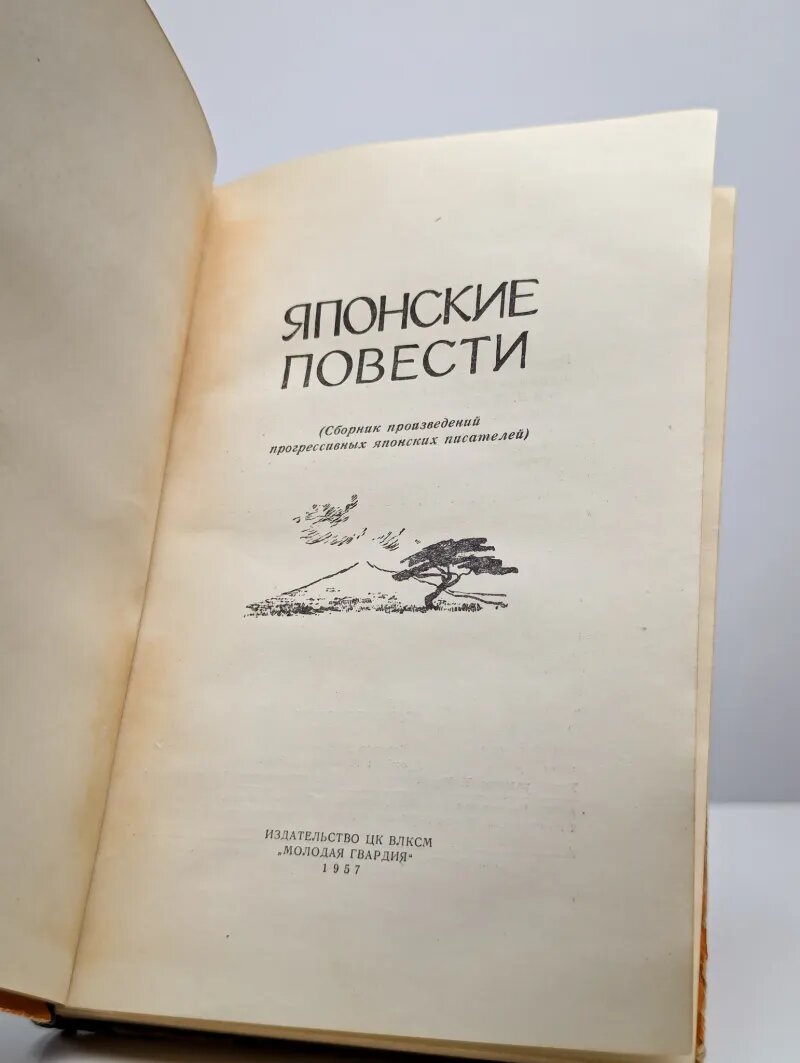 ЯПОНСКИЕ
ПОВЕСТИ
(Сборник произведений
прогрессивных японских писателей)
ИЗДАТЕЛЬСТВО ЦК ВЛКСМ
„МОЛОДАЯ ГВАРДИЯ“
1957